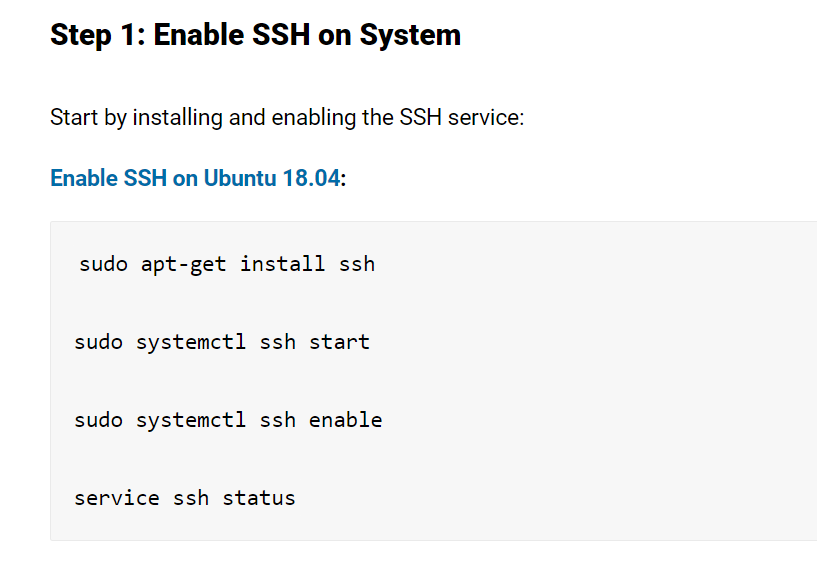 Step 1: Enable SSH on System
Start by installing and enabling the SSH service:
Enable SSH on Ubuntu 18.04:
sudo apt-get install ssh
sudo systemctl ssh start
sudo systemctl ssh enable
service ssh status